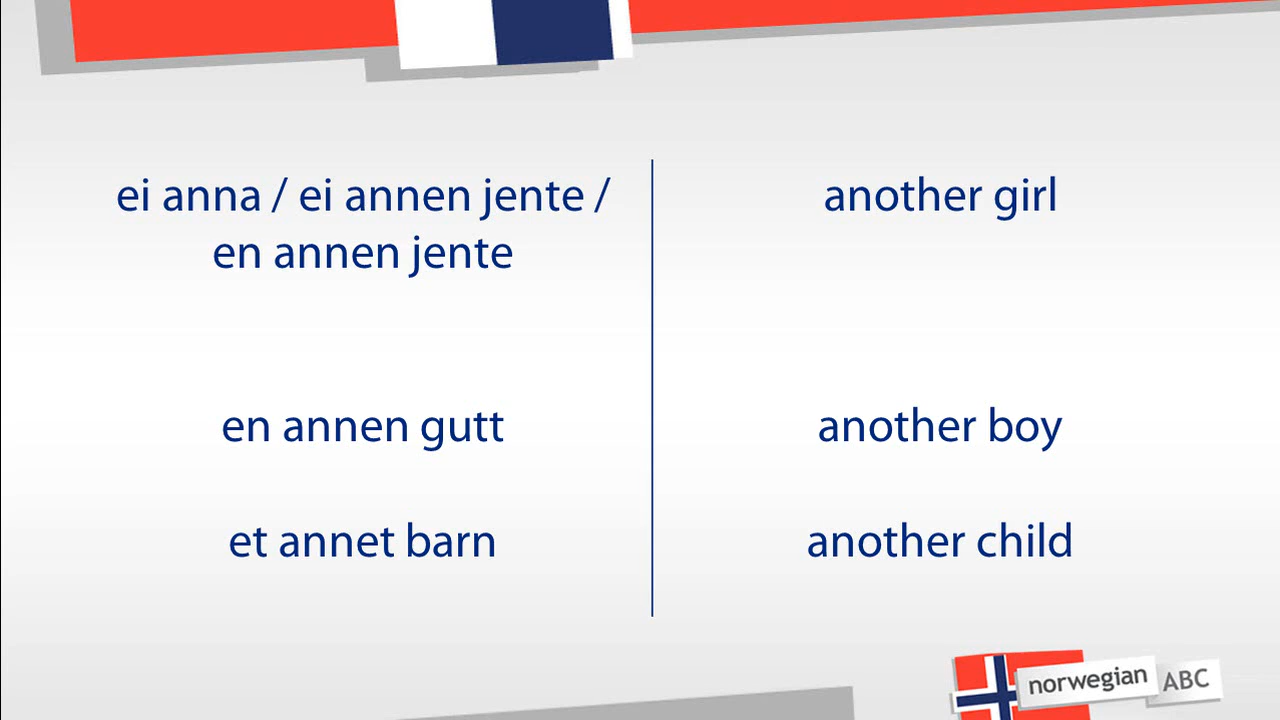 ei anna / ei annen jente /
en annen jente
another girl
en annen gutt
another boy
et annet barn
another child
norwegian ABC